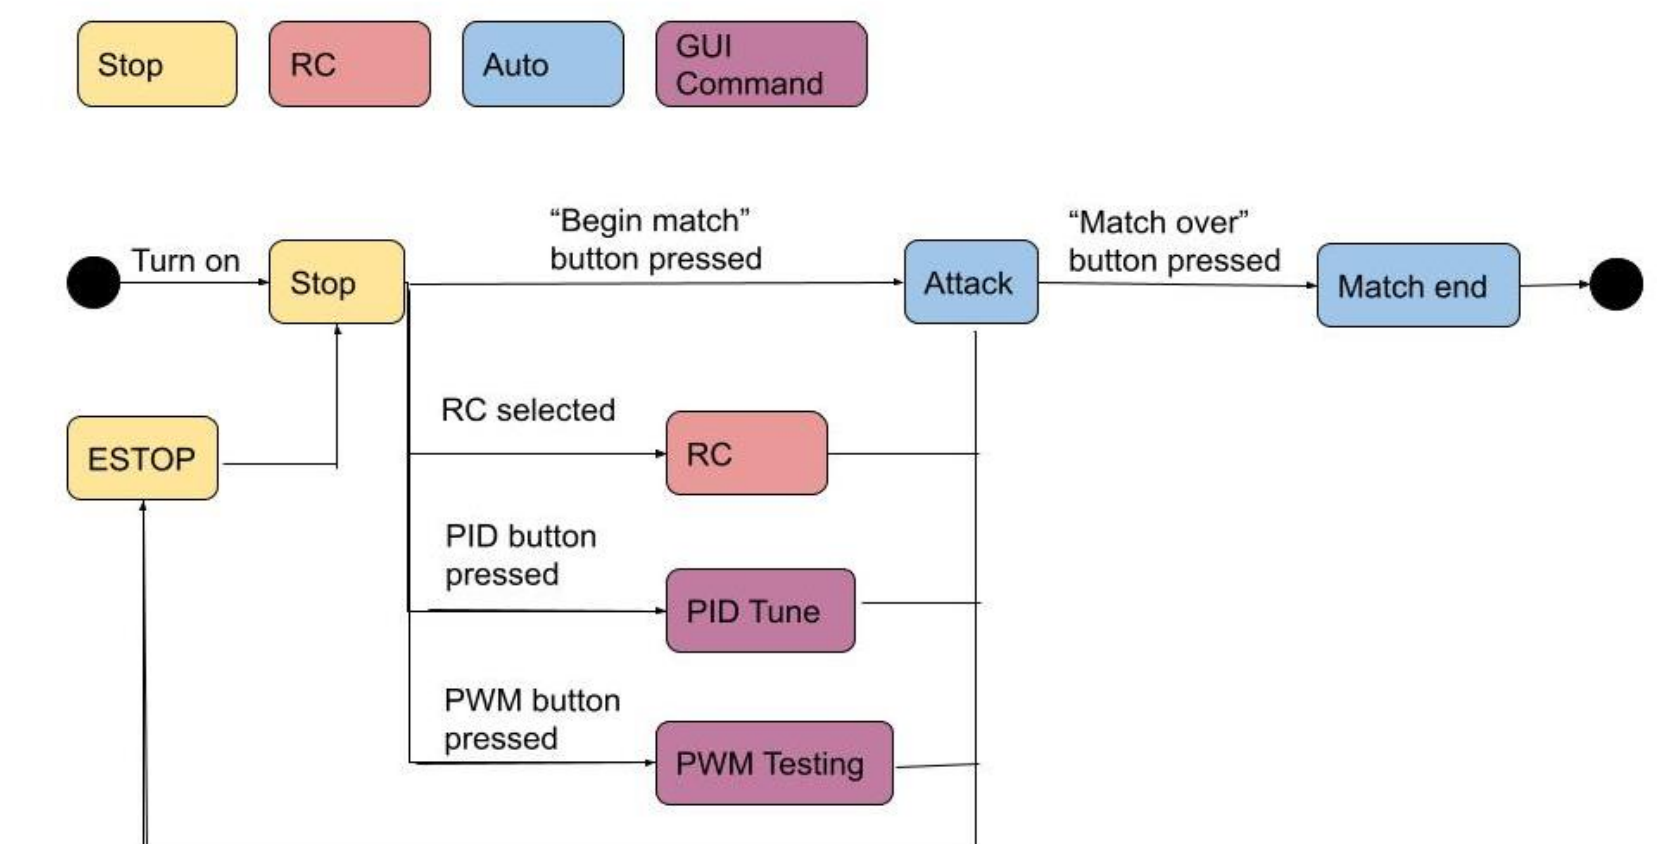 Stop
RC
Auto
GUI
Command
“Begin match”
button pressed
“Match over”
button pressed
Turn on
Stop
Attack
Match end
RC selected
RC
ESTOP
PID button
pressed
PID Tune
PWM button
pressed
PWM Testing